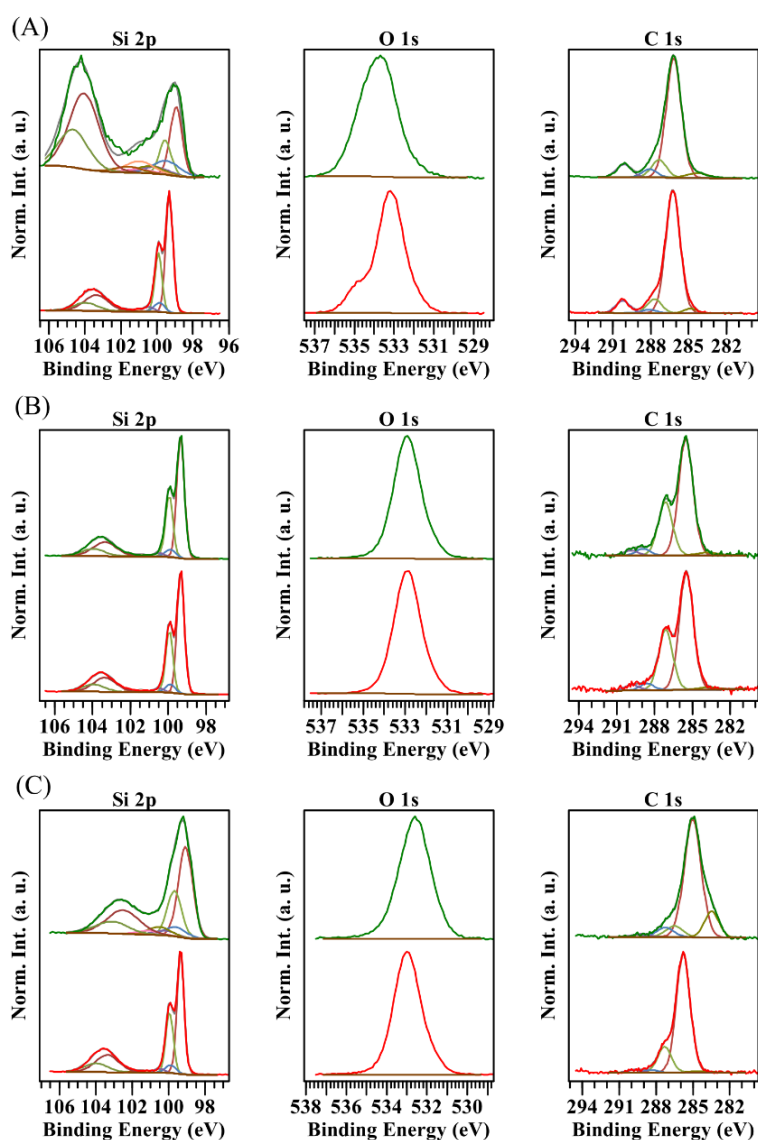 (A)
Si 2p O 1s C 1s
Norm. Int. (a. u.) Norm. Int. (a. u.) Norm. Int. (a. u.)
106 104 102 100 98 96 537 535 533 531 529 294 291 288 285 282
Binding Energy (eV) Binding Energy (eV) Binding Energy (eV)
(B)
Si 2p O 1s C 1s
Norm. Int. (a. u.) Norm. Int. (a. u.) Norm. Int. (a. u.)
106 104 102 100 98 537 535 533 531 529 294 291 288 285 282
Binding Energy (eV) Binding Energy (eV) Binding Energy (eV)
(C)
Si 2p O 1s C 1s
Norm. Int. (a. u.) Norm. Int. (a. u.) Norm. Int. (a. u.)
106 104 102 100 98 538 536 534 532 530 294 291 288 285 282
Binding Energy (eV) Binding Energy (eV) Binding Energy (eV)